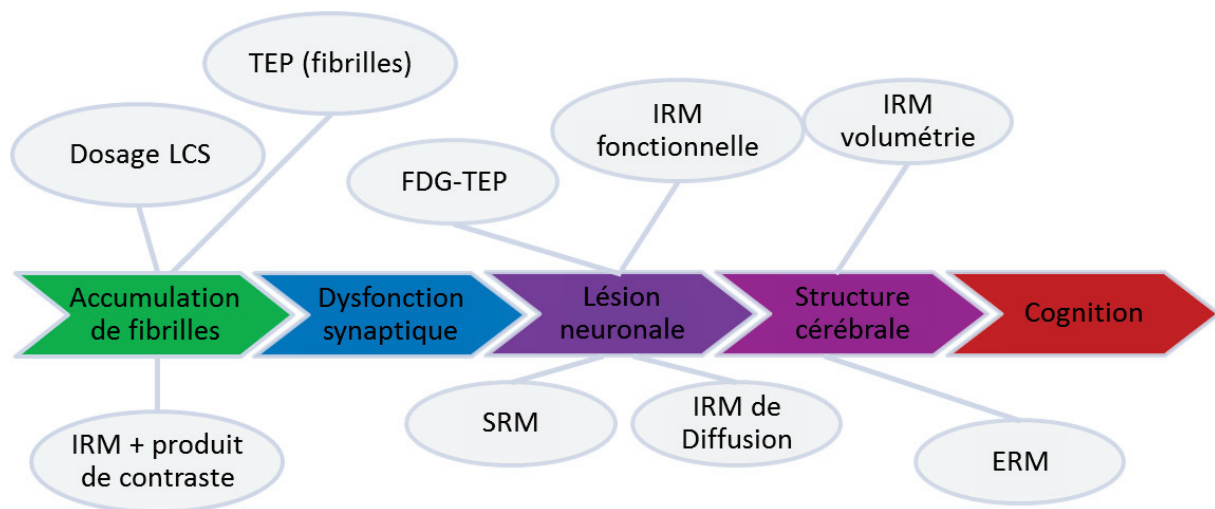 TEP (fibrilles)
Dosage LCS
IRM
fonctionnelle
IRM
volumétrie
FDG-TEP
Accumulation
de fibrilles
Dysfonction
synaptique
Lésion
neuronale
Structure
cérébrale
Cognition
IRM + produit
de contraste
SRM
IRM de
Diffusion
ERM